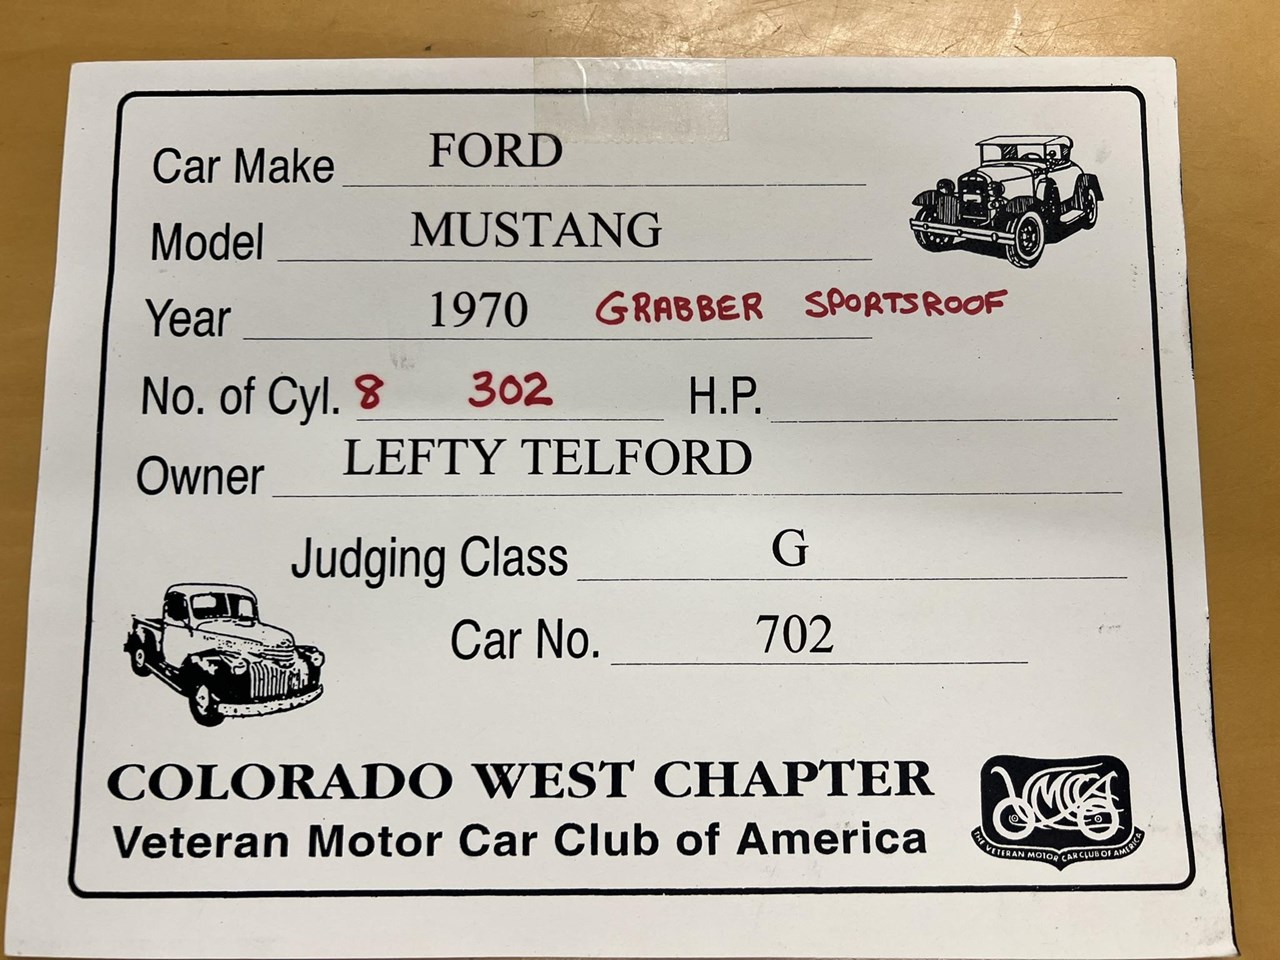 Car Make FORD
Model MUSTANG
Year 1970 GRABBER SPORTSROOF
No. of Cyl. 8 302 H.P.
Owner LEFTY TELFORD
Judging Class G
Car No. 702
COLORADO WEST CHAPTER
Veteran Motor Car Club of America
VMCCA
THE VETERAN MOTOR CAR CLUB OF AMERICA